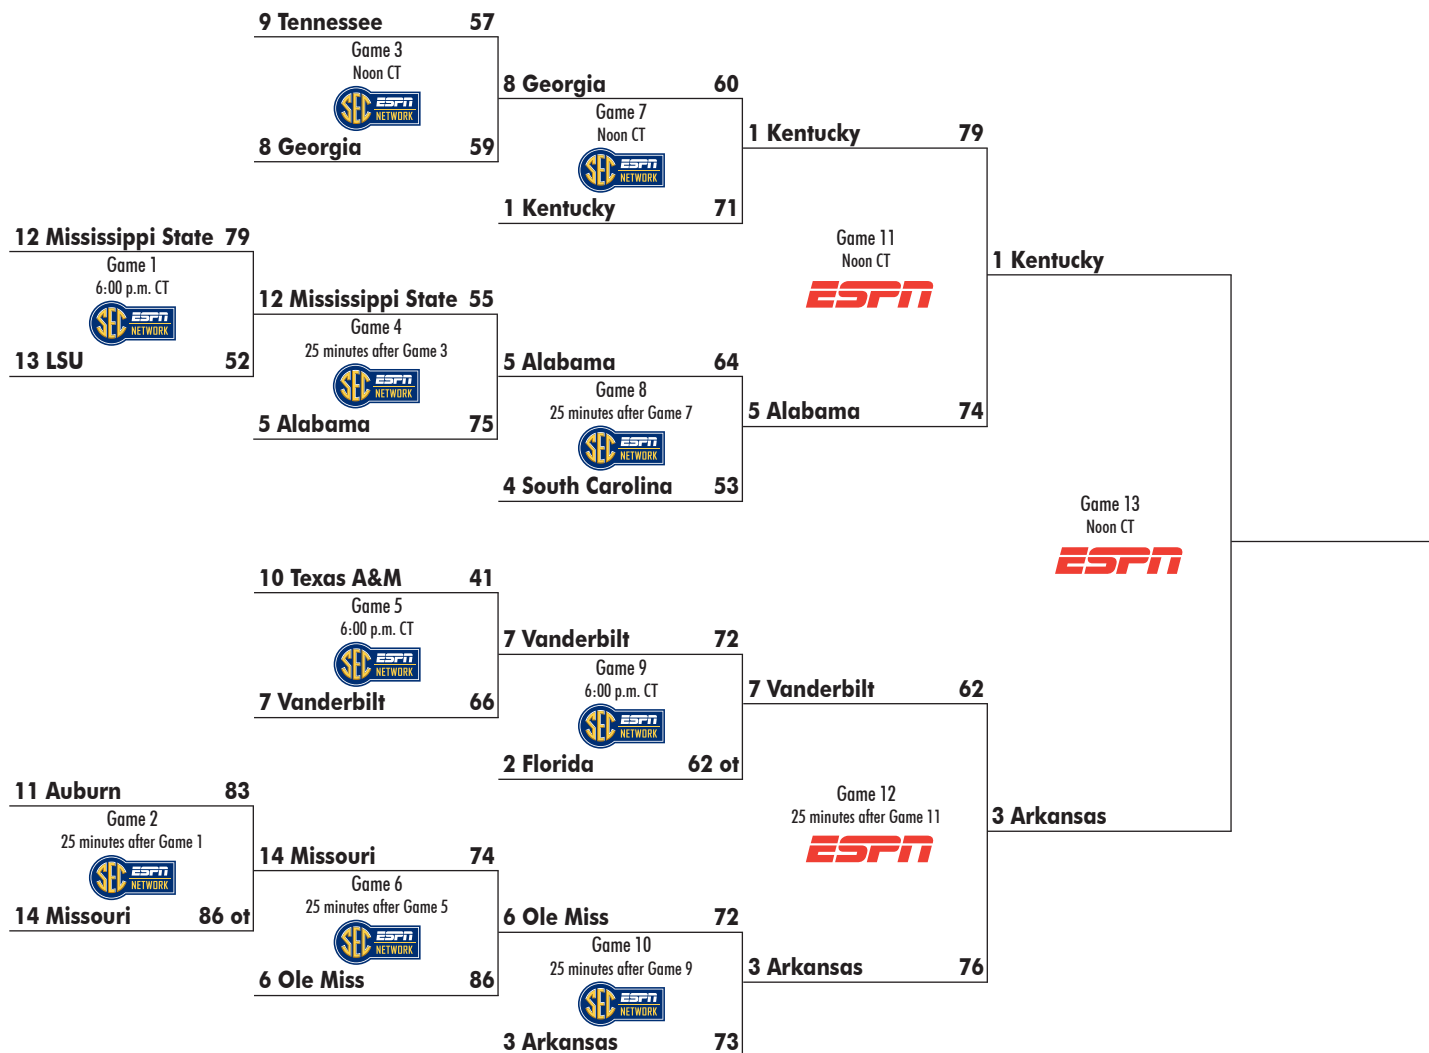 9 Tennessee 57
Game 3
Noon CT
SEC ESPN NETWORK
8 Georgia 59
8 Georgia 60
Game 7
Noon CT
SEC ESPN NETWORK
1 Kentucky 71
1 Kentucky 79
Game 11
Noon CT
ESPN
5 Alabama 74
1 Kentucky
12 Mississippi State 79
Game 1
6:00 p.m. CT
SEC ESPN NETWORK
13 LSU 52
12 Mississippi State 55
Game 4
25 minutes after Game 3
SEC ESPN NETWORK
5 Alabama 75
5 Alabama 64
Game 8
25 minutes after Game 7
SEC ESPN NETWORK
4 South Carolina 53
Game 13
Noon CT
ESPN
10 Texas A&M 41
Game 5
6:00 p.m. CT
SEC ESPN NETWORK
7 Vanderbilt 66
7 Vanderbilt 72
Game 9
6:00 p.m. CT
SEC ESPN NETWORK
2 Florida 62 ot
7 Vanderbilt 62
Game 12
25 minutes after Game 11
ESPN
3 Arkansas 76
3 Arkansas
11 Auburn 83
Game 2
25 minutes after Game 1
SEC ESPN NETWORK
14 Missouri 86 ot
14 Missouri 74
Game 6
25 minutes after Game 5
SEC ESPN NETWORK
6 Ole Miss 86
6 Ole Miss 72
Game 10
25 minutes after Game 9
SEC ESPN NETWORK
3 Arkansas 73